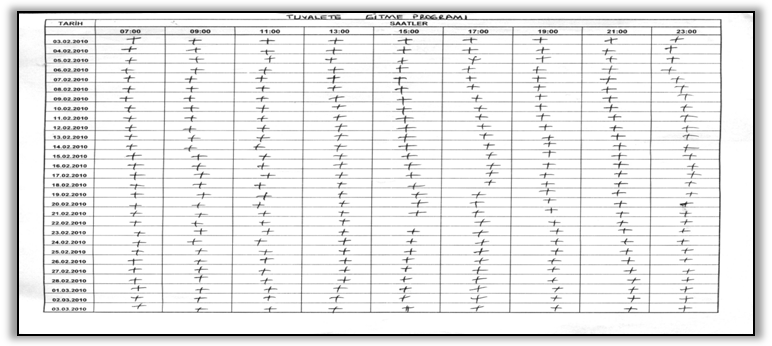 TUVALETE GİTME PROGRAMI
TARİH SAATLER
07:00 09:00 11:00 13:00 15:00 17:00 19:00 21:00 23:00
03.02.2010 + + + + + + + + +
04.02.2010 + + + + + + + + +
05.02.2010 + + + + + + + + +
06.02.2010 + + + + + + + + +
07.02.2010 + + + + + + + + +
08.02.2010 + + + + + + + + +
09.02.2010 + + + + + + + + +
10.02.2010 + + + + + + + + +
11.02.2010 + + + + + + + + +
12.02.2010 + + + + + + + + +
13.02.2010 + + + + + + + + +
14.02.2010 + + + + + + + + +
15.02.2010 + + + + + + + + +
16.02.2010 + + + + + + + + +
17.02.2010 + + + + + + + + +
18.02.2010 + + + + + + + + +
19.02.2010 + + + + + + + + +
20.02.2010 + + + + + + + + +
21.02.2010 + + + + + + + + +
22.02.2010 + + + + + + + +
23.02.2010 + + + + + + + + +
24.02.2010 + + + + + + + + +
25.02.2010 + + + + + + + + +
26.02.2010 + + + + + + + + +
27.02.2010 + + + + + + + + +
28.02.2010 + + + + + + + + +
01.03.2010 + + + + + + + + +
02.03.2010 + + + + + + + + +
03.03.2010 + + + + + + + + +